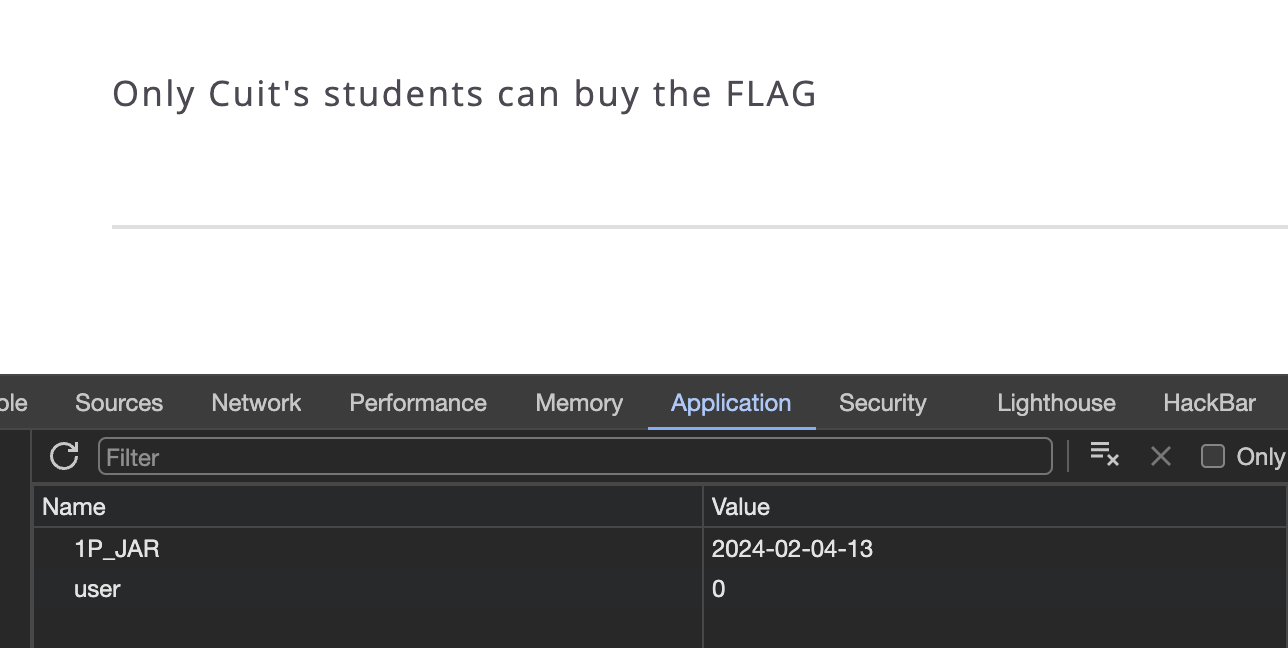 Only Cuit's students can buy the FLAG
ole Sources Network Performance Memory Application Security Lighthouse HackBar
Filter Only
Name Value
1P_JAR 2024-02-04-13
user 0